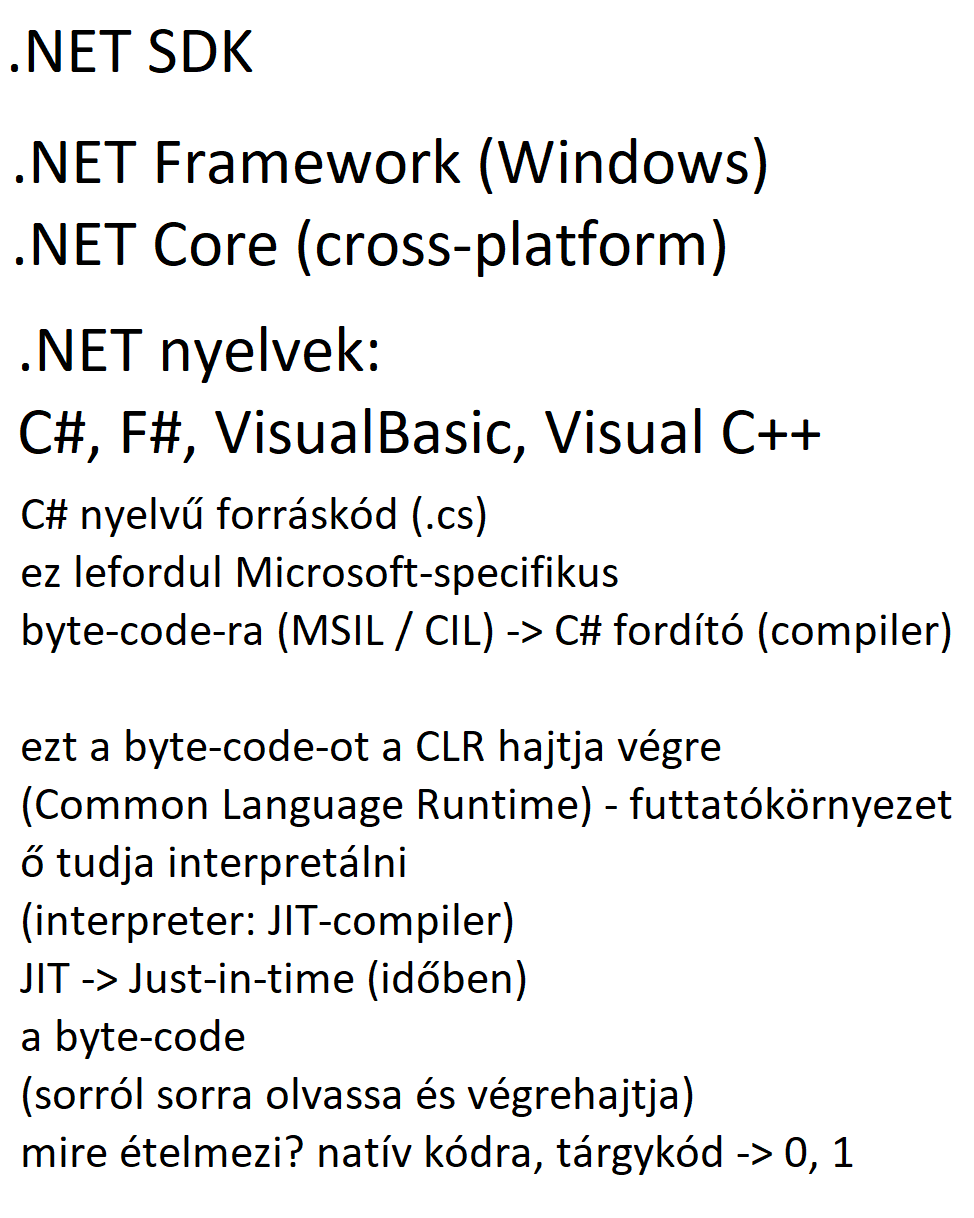 .NET SDK
.NET Framework (Windows)
.NET Core (cross-platform)
.NET nyelvek:
C#, F#, VisualBasic, Visual C++
C# nyelvű forráskód (.cs)
ez lefordul Microsoft-specifikus
byte-code-ra (MSIL / CIL) -> C# fordító (compiler)
ezt a byte-code-ot a CLR hajtja végre
(Common Language Runtime) - futtatókörnyezet
ő tudja interpretálni
(interpreter: JIT-compiler)
JIT -> Just-in-time (időben)
a byte-code
(sorról sorra olvassa és végrehajtja)
mire ételmezi? natív kódra, tárgykód -> 0, 1